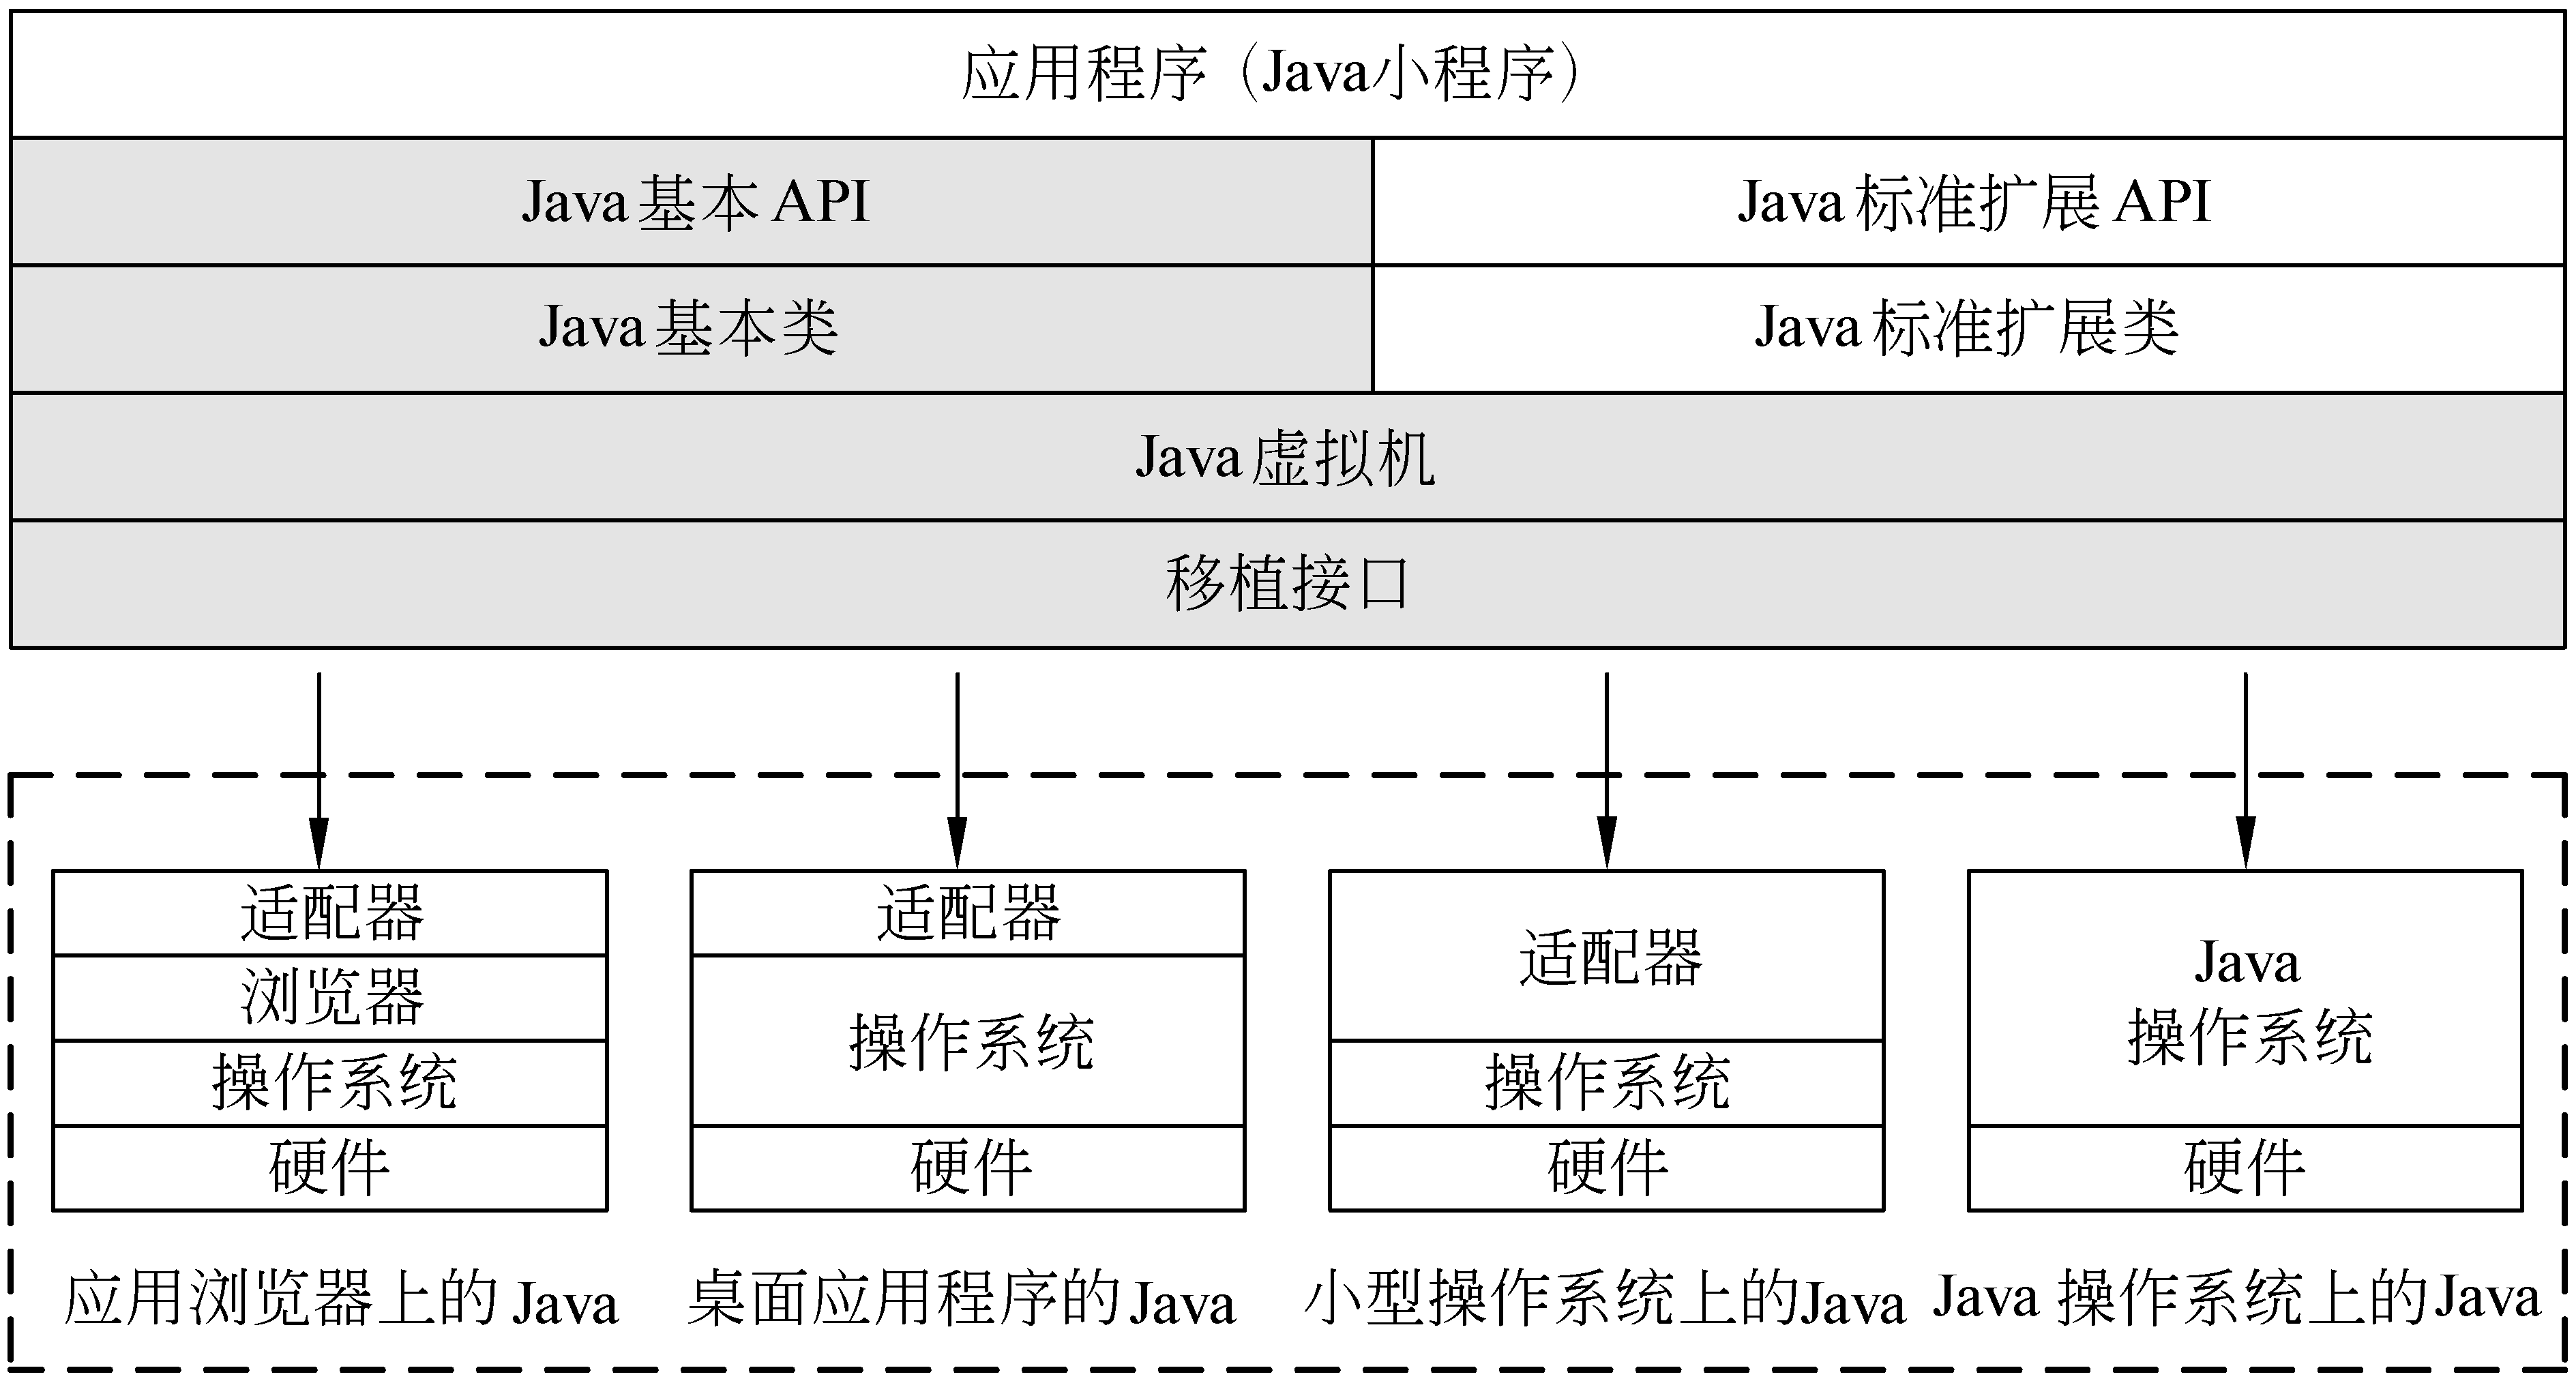 应用程序（Java小程序）
Java基本API
Java标准扩展API
Java基本类
Java标准扩展类
Java虚拟机
移植接口
适配器
浏览器
操作系统
硬件
应用浏览器上的Java
适配器
操作系统
硬件
桌面应用程序的Java
适配器
操作系统
硬件
小型操作系统上的Java
Java
操作系统
硬件
Java 操作系统上的Java